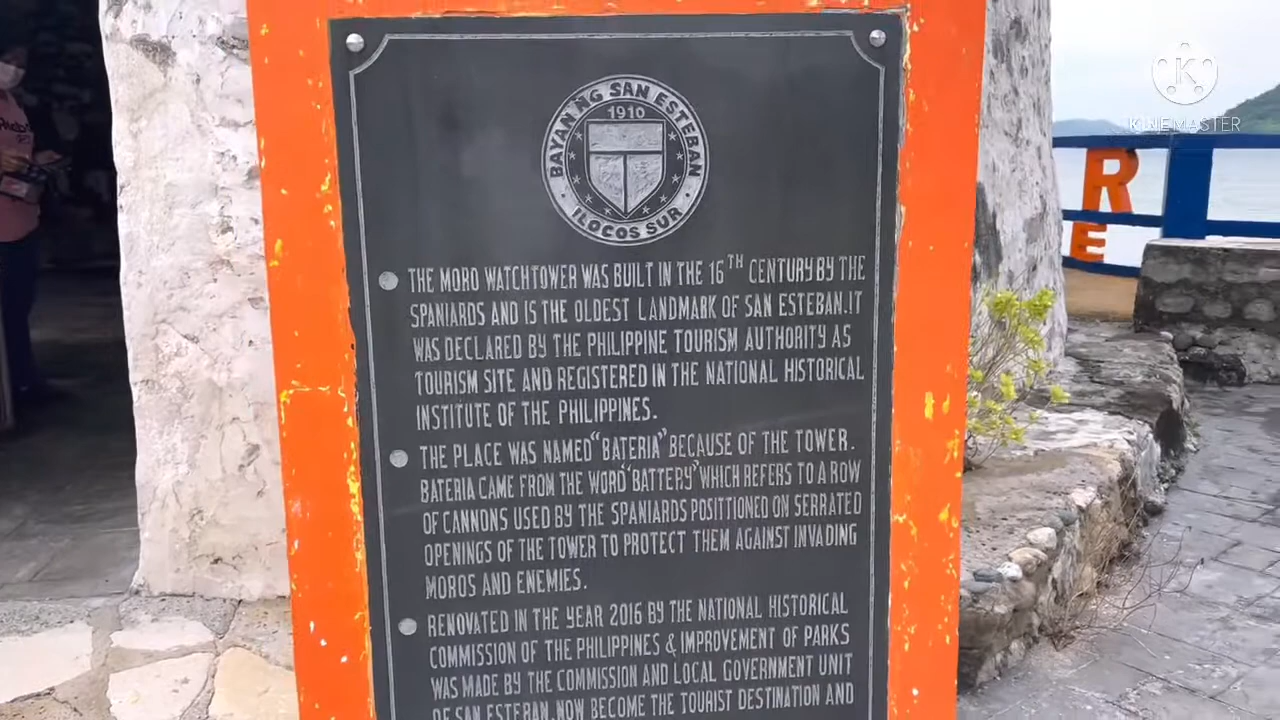 BAYAN NG SAN ESTEBAN
1910
ILOCOS SUR
THE MORO WATCHTOWER WAS BUILT IN THE 16TH CENTURY BY THE
SPANIARDS AND IS THE OLDEST LANDMARK OF SAN ESTEBAN.IT
WAS DECLARED BY THE PHILIPPINE TOURISM AUTHORITY AS
TOURISM SITE AND REGISTERED IN THE NATIONAL HISTORICAL
INSTITUTE OF THE PHILIPPINES.
THE PLACE WAS NAMED "BATERIA" BECAUSE OF THE TOWER.
BATERIA CAME FROM THE WORD "BATTERY" WHICH REFERS TO A ROW
OF CANNONS USED BY THE SPANIARDS POSITIONED ON SERRATED
OPENINGS OF THE TOWER TO PROTECT THEM AGAINST INVADING
MOROS AND ENEMIES.
RENOVATED IN THE YEAR 2016 BY THE NATIONAL HISTORICAL
COMMISSION OF THE PHILIPPINES & IMPROVEMENT OF PARKS
WAS MADE BY THE COMMISSION AND LOCAL GOVERNMENT UNIT
OF SAN ESTEBAN.NOW BECOME THE TOURIST DESTINATION AND
K
KINEMASTER
R
E